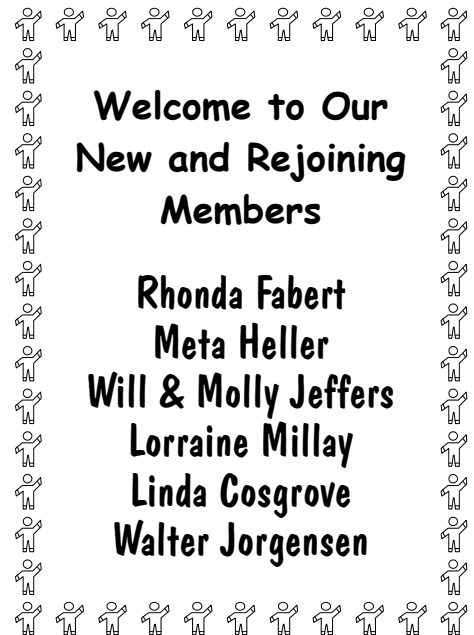 Welcome to Our
New and Rejoining
Members
Rhonda Fabert
Meta Heller
Will & Molly Jeffers
Lorraine Millay
Linda Cosgrove
Walter Jorgensen